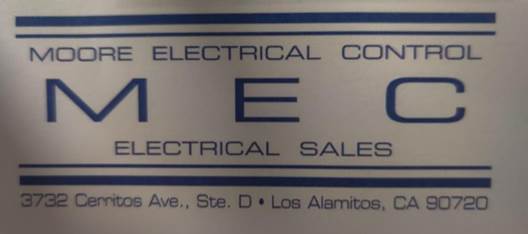 MOORE ELECTRICAL CONTROL
M E C
ELECTRICAL SALES
3732 Cerritos Ave., Ste. D • Los Alamitos, CA 90720